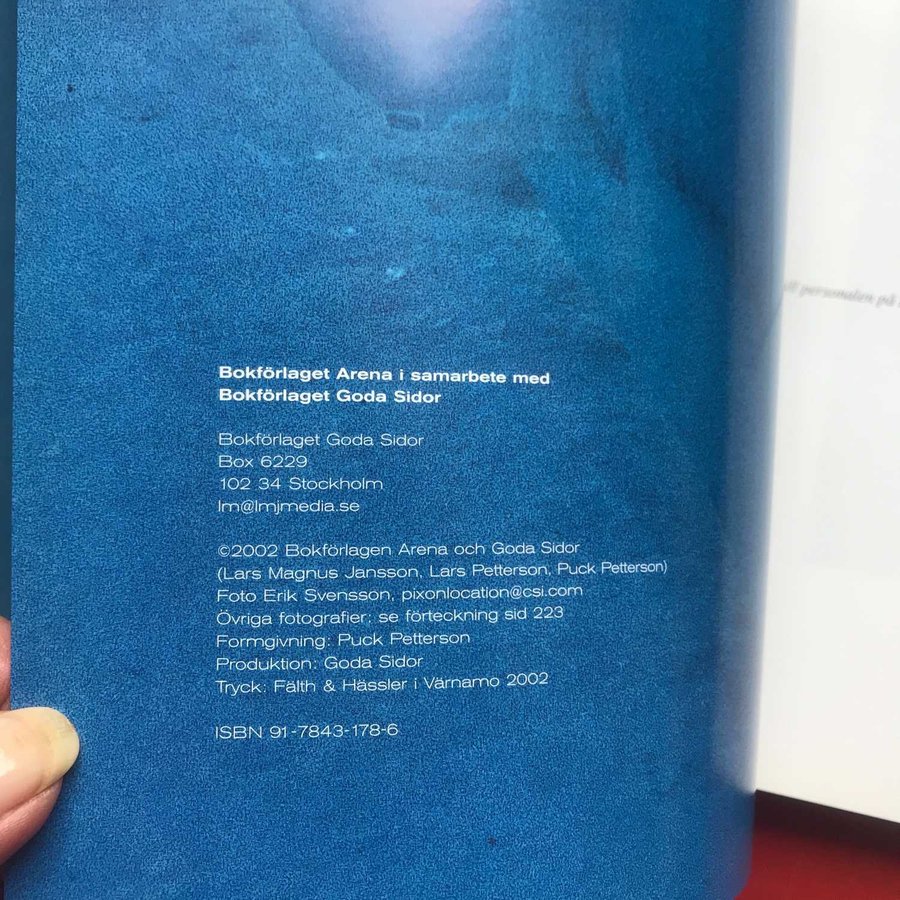 Bokförlaget Arena i samarbete med
Bokförlaget Goda Sidor
Bokförlaget Goda Sidor
Box 6229
102 34 Stockholm
lm@lmjmedia.se
©2002 Bokförlagen Arena och Goda Sidor
(Lars Magnus Jansson, Lars Petterson, Puck Petterson)
Foto Erik Svensson, pixonlocation@csi.com
Övriga fotografier: se förteckning sid 223
Formgivning: Puck Petterson
Produktion: Goda Sidor
Tryck: Fälth & Hässler i Värnamo 2002
ISBN 91-7843-178-6
personalen på